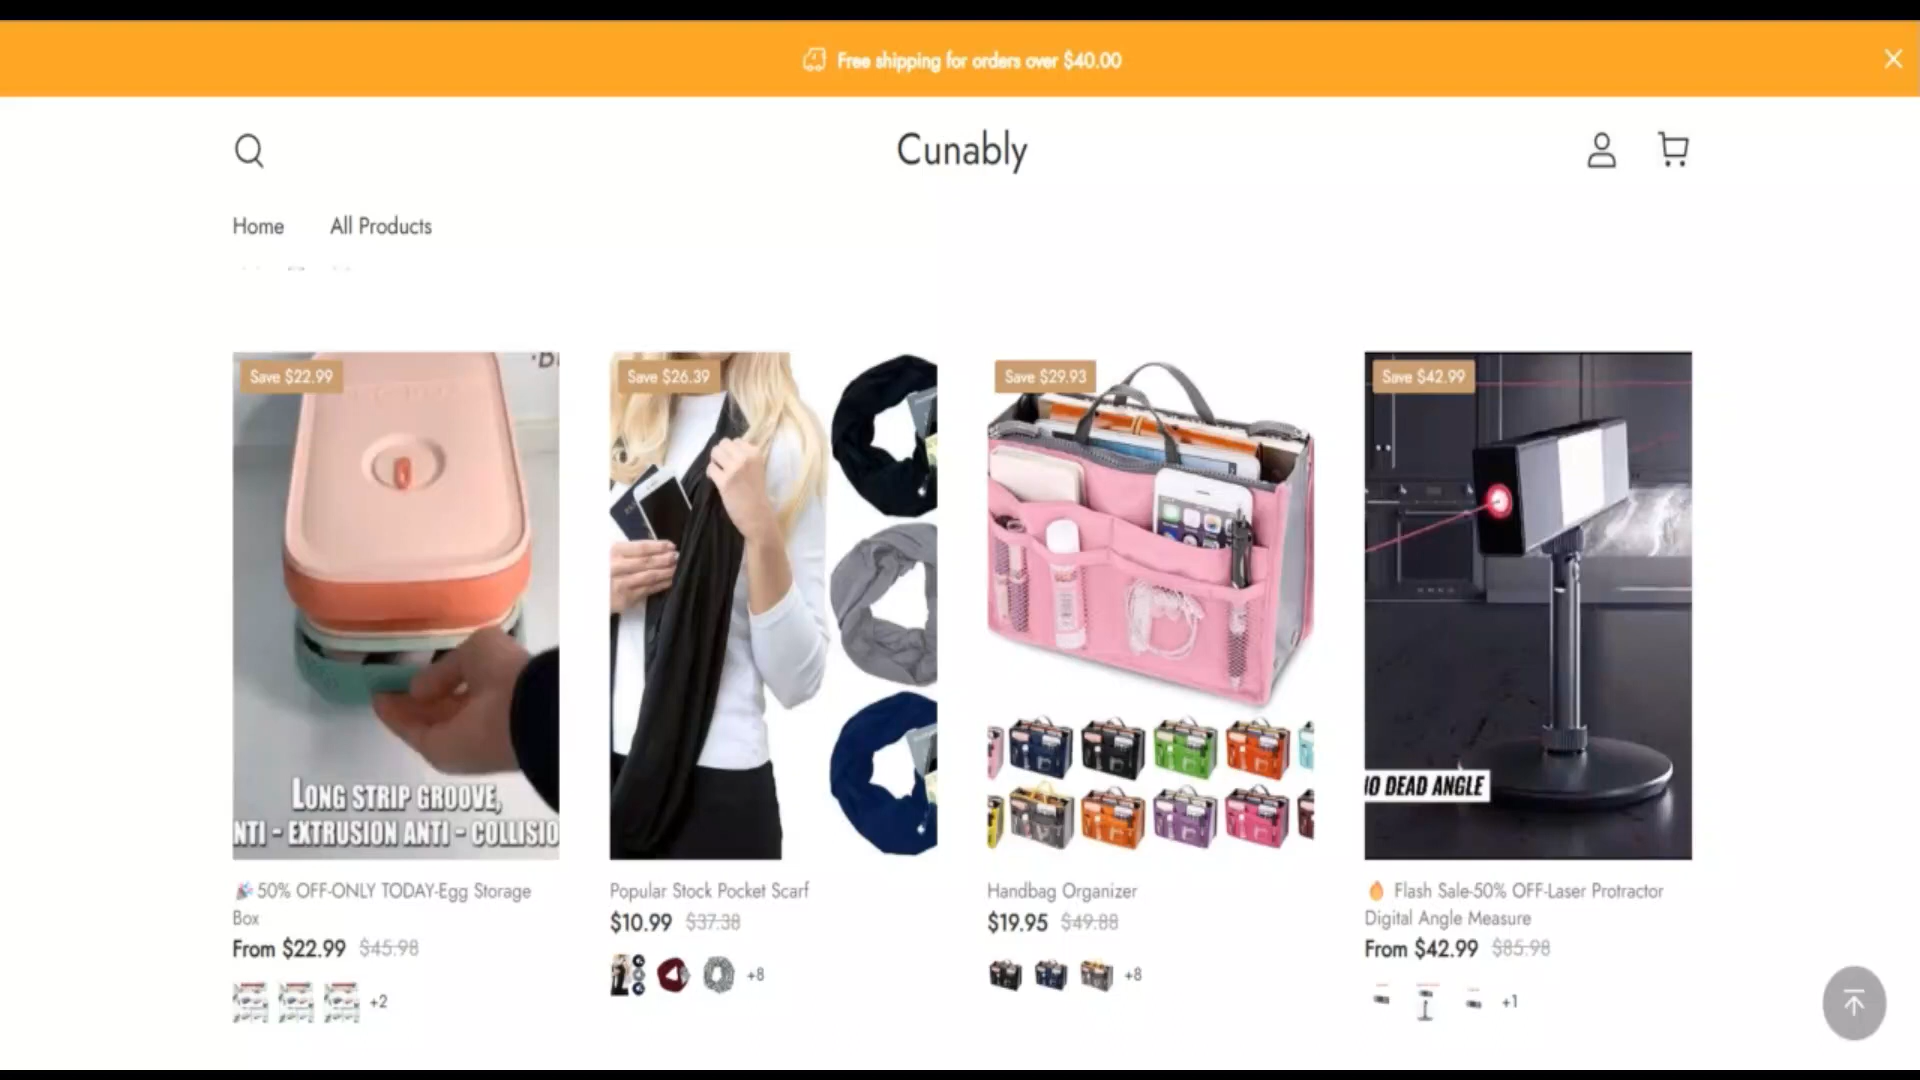 Free shipping for orders over $40.00
Cunably
Home All Products
Save $22.99
Save $26.39
Save $29.93
Save $42.99
LONG STRIP GROOVE,
NTI - EXTRUSION ANTI - COLLISIO
IO DEAD ANGLE
🎉 50% OFF-ONLY TODAY-Egg Storage
Box
From $22.99 $45.98
+2
Popular Stock Pocket Scarf
$10.99 $37.38
+8
Handbag Organizer
$19.95 $49.88
+8
🔥 Flash Sale-50% OFF-Laser Protractor
Digital Angle Measure
From $42.99 $85.98
+1